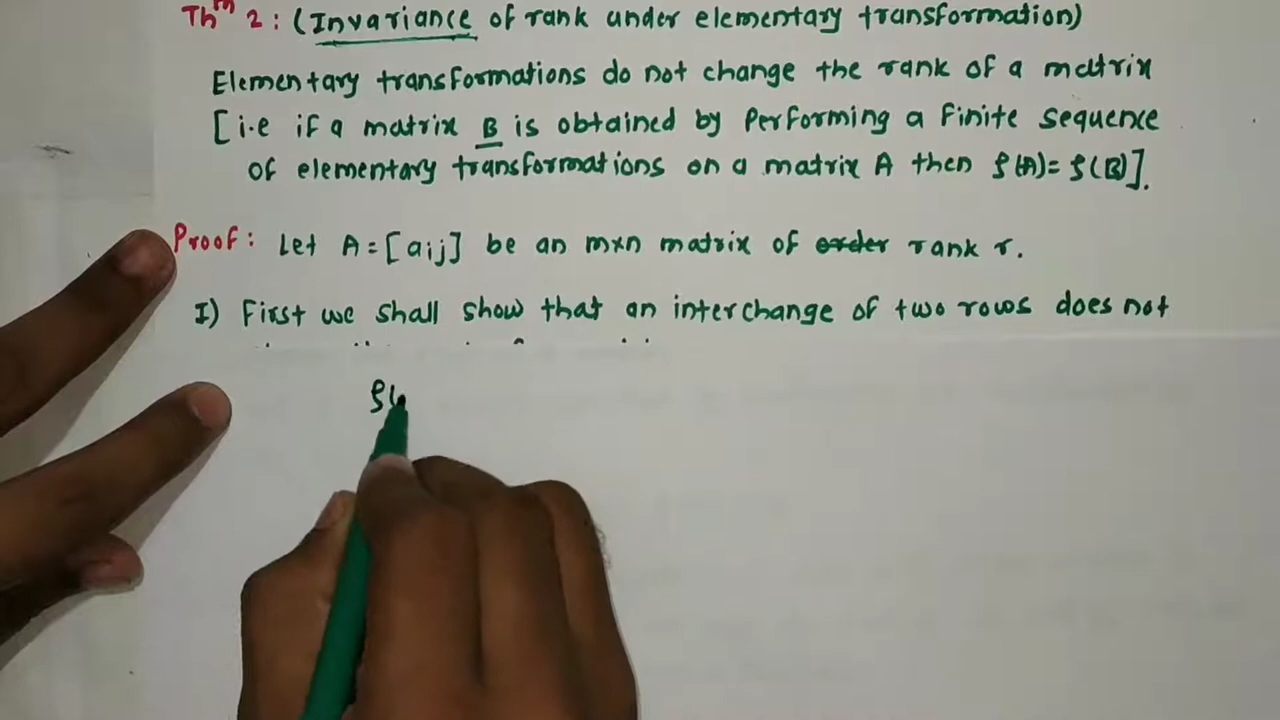 Thm 2: (Invariance of rank under elementary transformation)
Elementary transformations do not change the rank of a matrix
[i.e if a matrix B is obtained by Performing a finite sequence
of elementary transformations on a matrix A then ρ(A)= ρ(B)].
Proof: Let A=[aij] be an m×n matrix of order rank r.
I) First we shall show that an interchange of two rows does not
ρ(